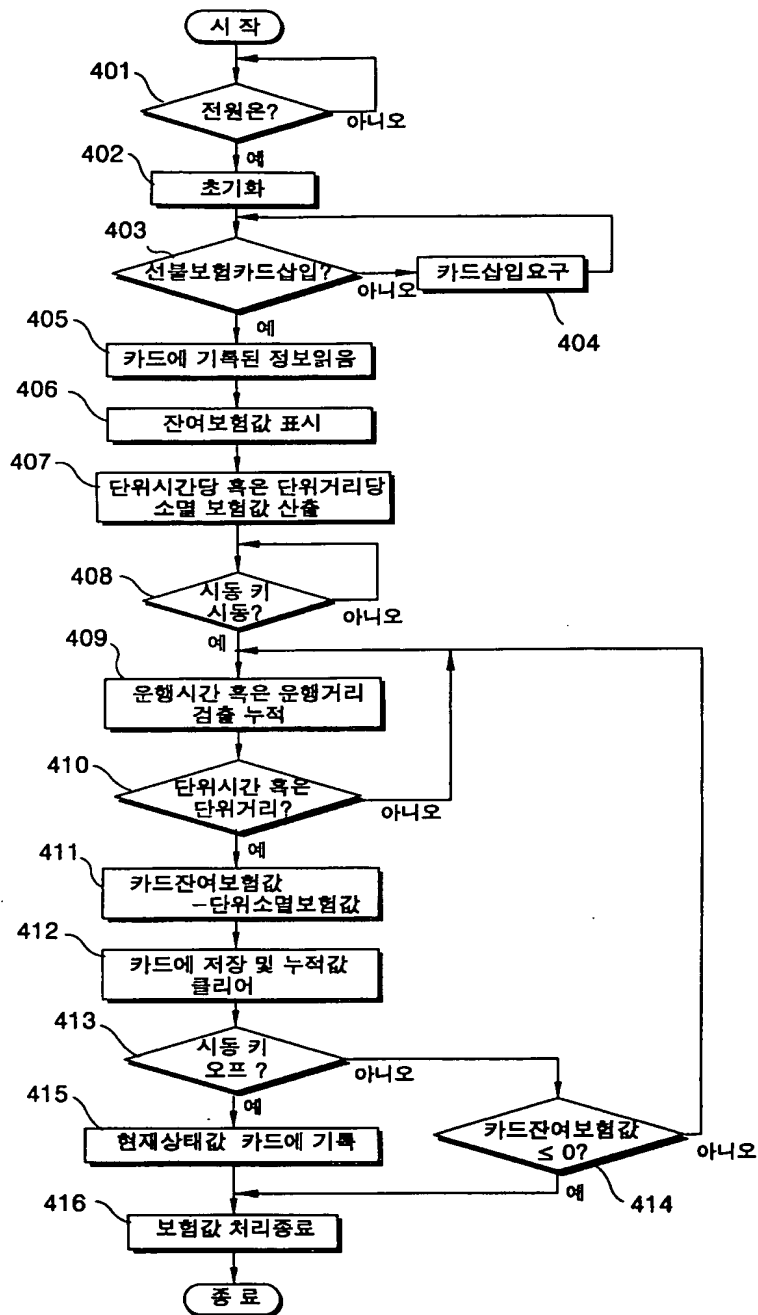 시 작
401
전원온?
아니오
예
402
초기화
403
선불보험카드삽입?
아니오
카드삽입요구
404
예
405
카드에 기록된 정보읽음
406
잔여보험값 표시
407
단위시간당 혹은 단위거리당
소멸 보험값 산출
408
시동 키
시동?
아니오
예
409
운행시간 혹은 운행거리
검출 누적
410
단위시간 혹은
단위거리?
아니오
예
411
카드잔여보험값
-단위소멸보험값
412
카드에 저장 및 누적값
클리어
413
시동 키
오프 ?
아니오
예
415
현재상태값 카드에 기록
카드잔여보험값
≤ 0?
아니오
예
414
416
보험값 처리종료
종 료